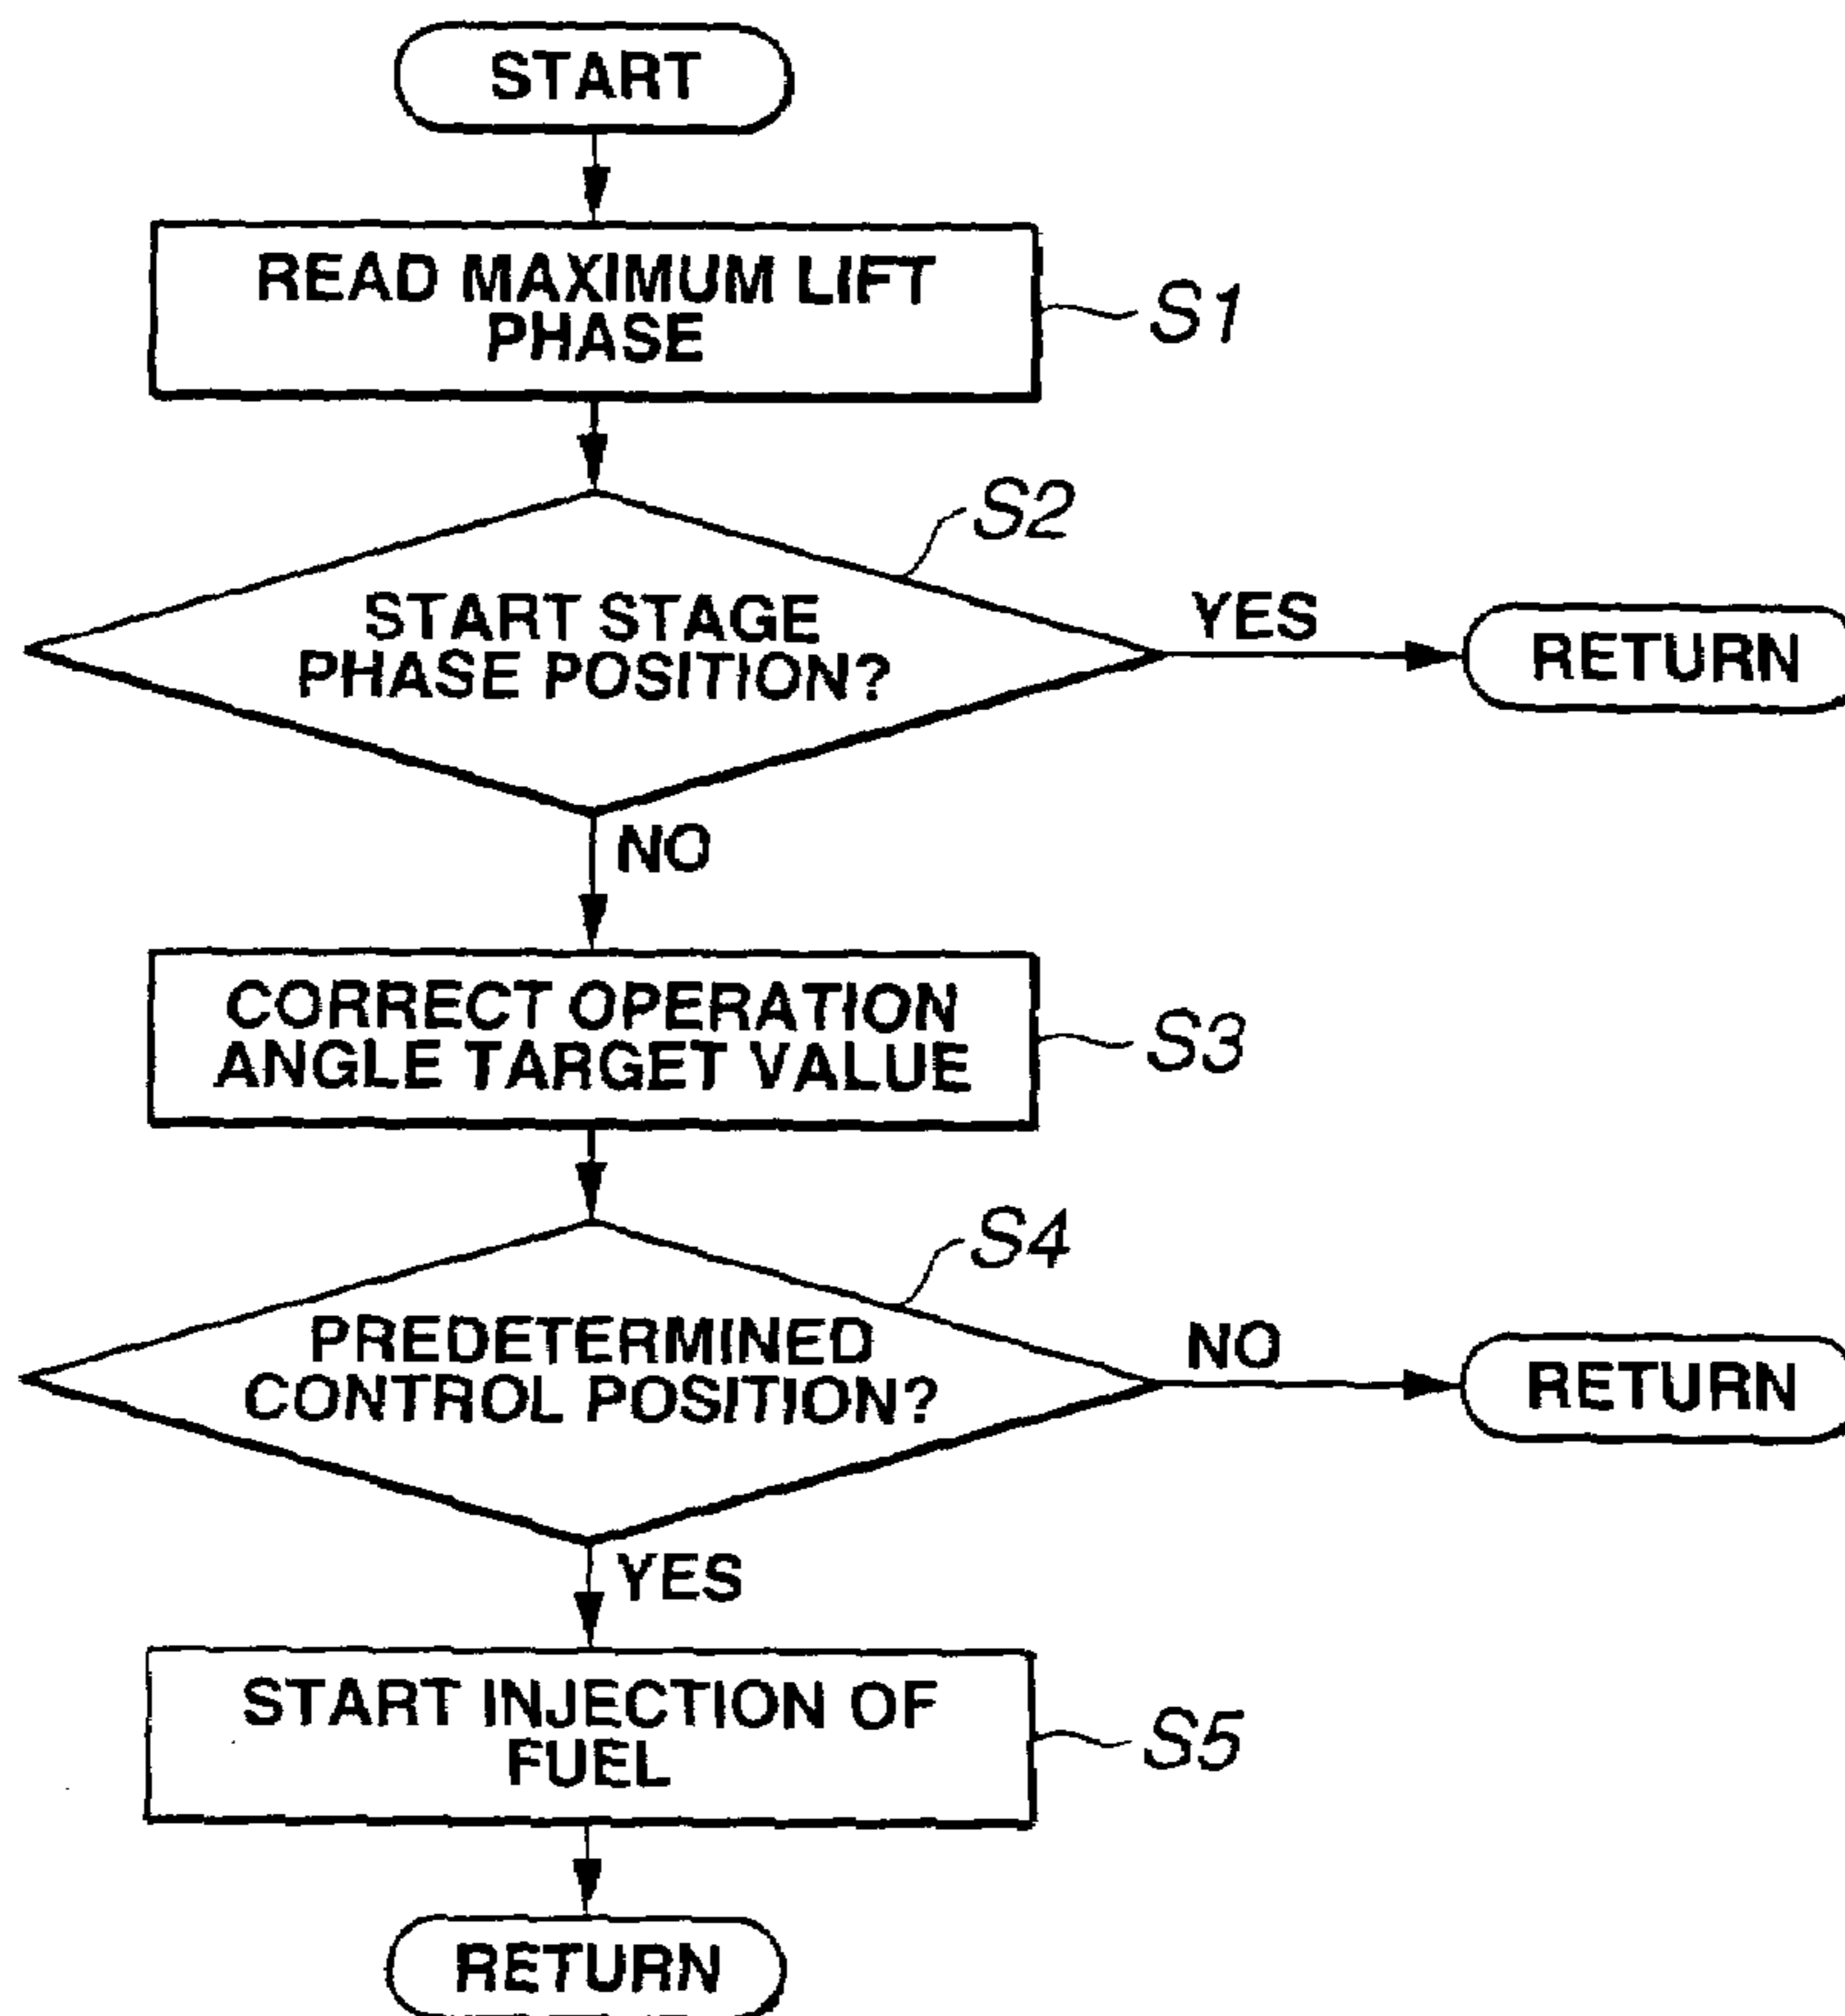 START
READ MAXIMUM LIFT
PHASE
S1
S2
START STAGE
PHASE POSITION?
YES
RETURN
NO
CORRECT OPERATION
ANGLE TARGET VALUE
S3
S4
PREDETERMINED
CONTROL POSITION?
NO
RETURN
YES
START INJECTION OF
FUEL
S5
RETURN